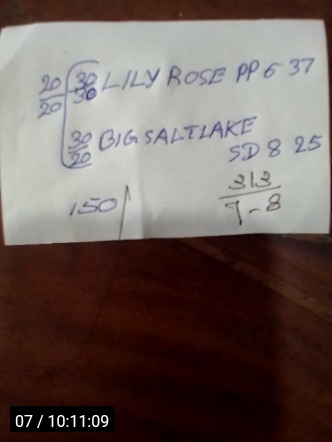 20 30 LILY ROSE PP 6 37
20 30
30 BIG SALTLAKE
20
SD 8 25
150/ 313
7-8
07 / 10:11:09